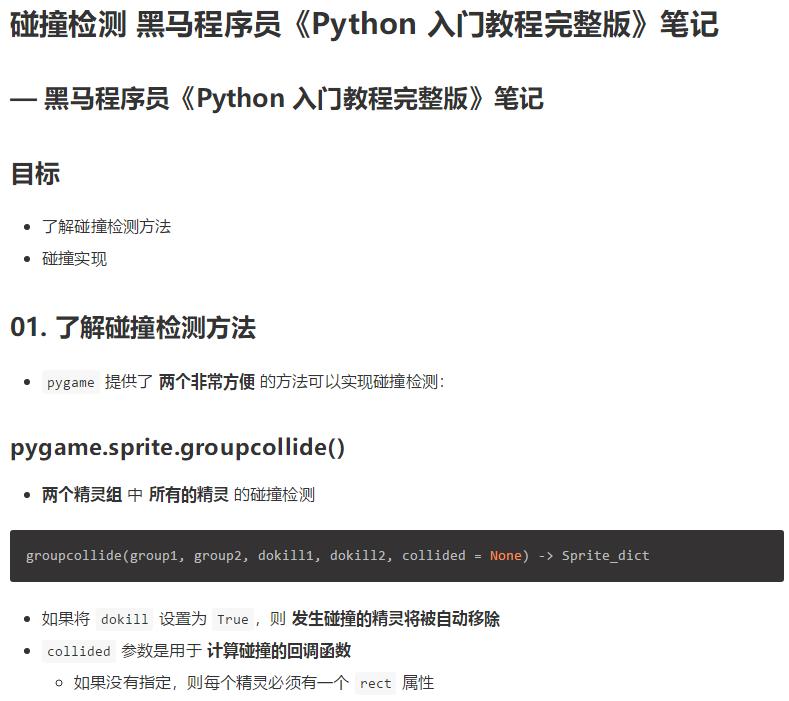 碰撞检测 黑马程序员《Python 入门教程完整版》笔记
— 黑马程序员《Python 入门教程完整版》笔记
目标
了解碰撞检测方法
碰撞实现
01. 了解碰撞检测方法
pygame 提供了 两个非常方便 的方法可以实现碰撞检测：
pygame.sprite.groupcollide()
两个精灵组 中 所有的精灵 的碰撞检测
groupcollide(group1, group2, dokill1, dokill2, collided = None) -> Sprite_dict
如果将 dokill 设置为 True，则 发生碰撞的精灵将被自动移除
collided 参数是用于 计算碰撞的回调函数
如果没有指定，则每个精灵必须有一个 rect 属性